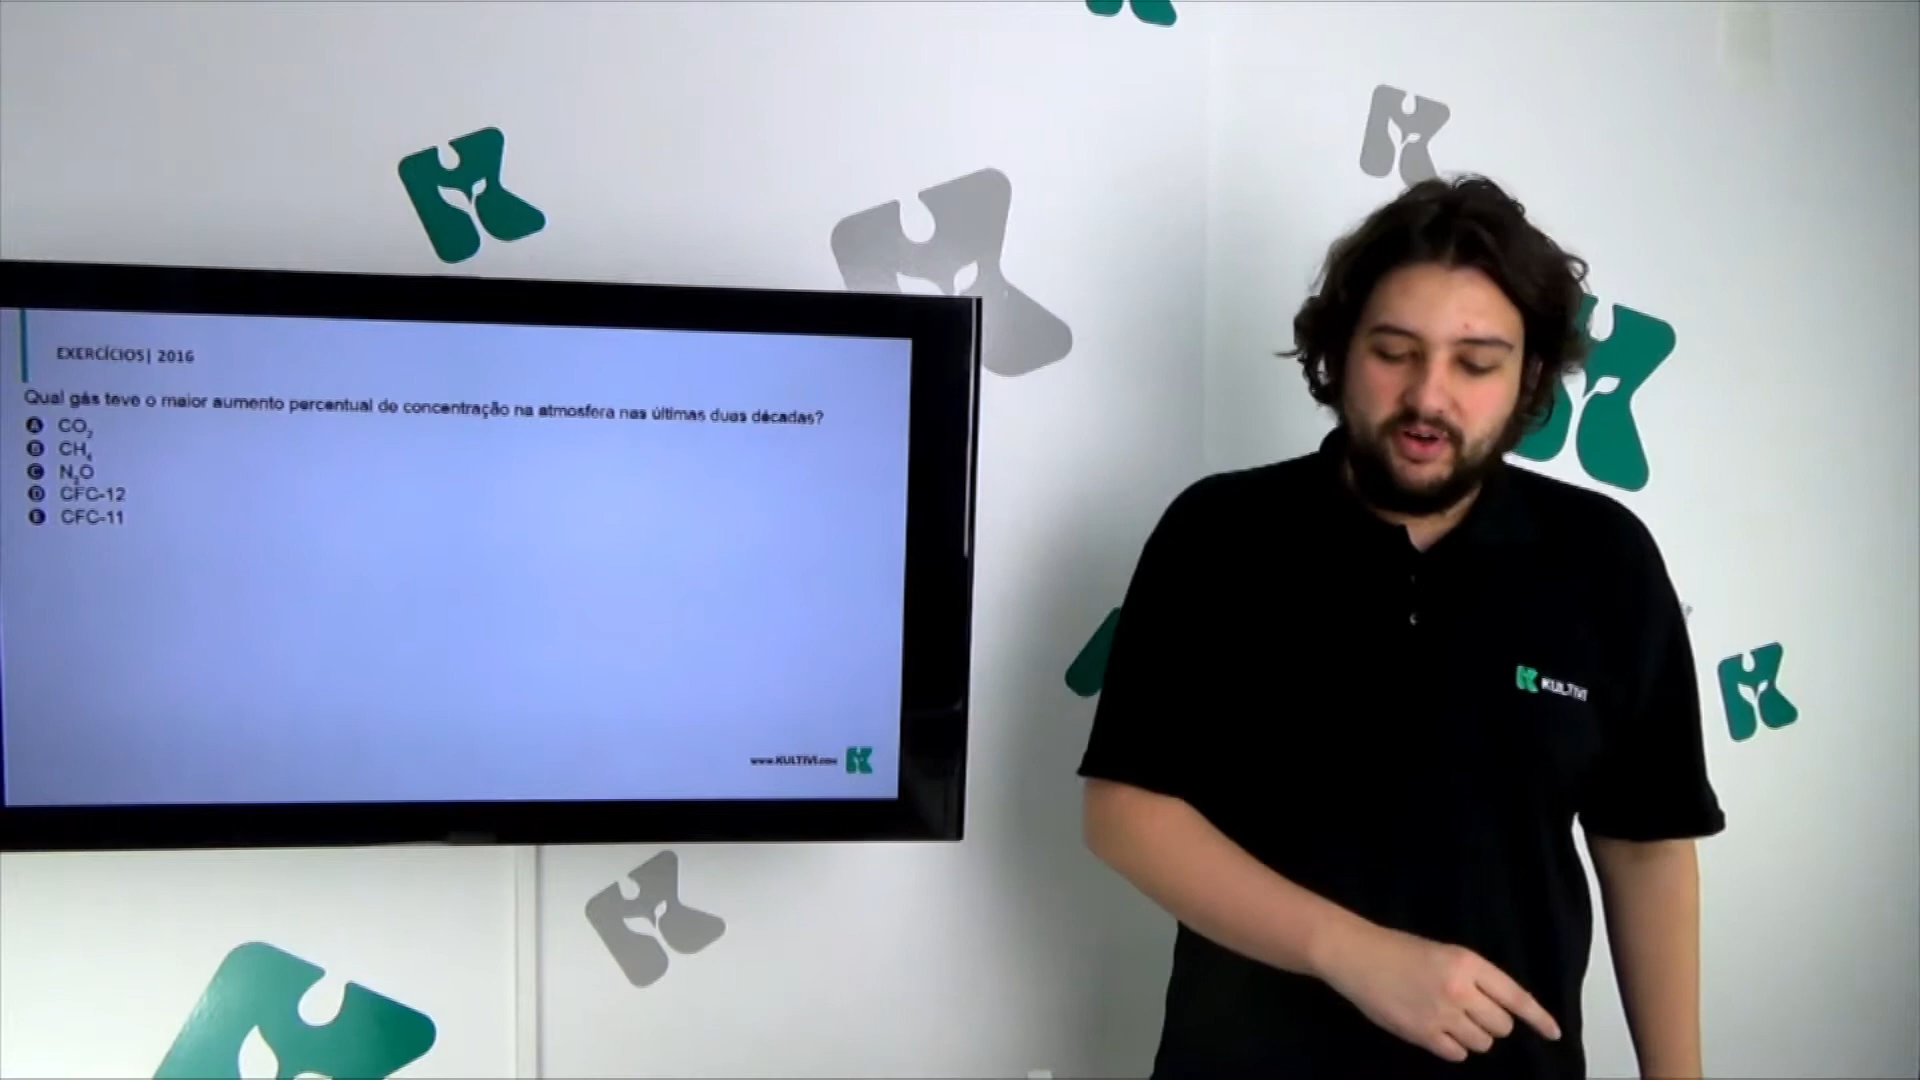 EXERCÍCIOS| 2016
Qual gás teve o maior aumento percentual de concentração na atmosfera nas últimas duas décadas?
A CO₂
B CH₄
C N₂O
D CFC-12
E CFC-11
www.KULTIVI.com
KULTIVI